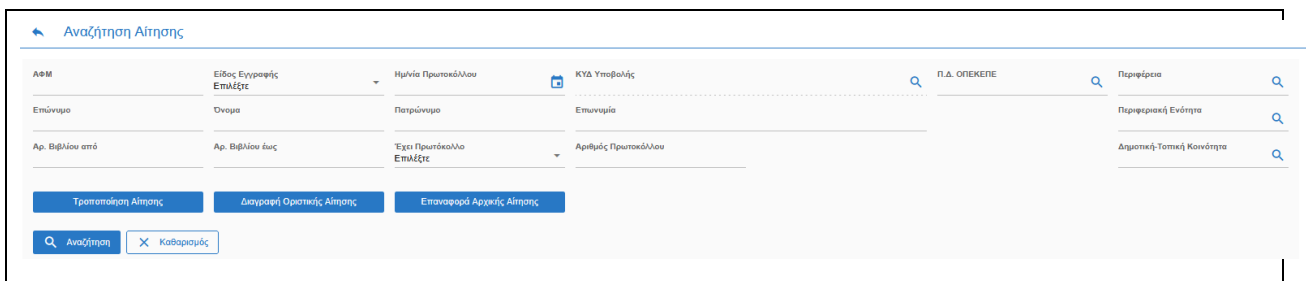 Αναζήτηση Αίτησης
ΑΦΜ Είδος Εγγραφής Ημ/νία Πρωτοκόλλου ΚΥΔ Υποβολής Π.Δ. ΟΠΕΚΕΠΕ Περιφέρεια
Επιλέξτε
Επώνυμο Όνομα Πατρώνυμο Επωνυμία Περιφεριακή Ενότητα
Αρ. Βιβλίου από Αρ. Βιβλίου έως Έχει Πρωτόκολλο Αριθμός Πρωτοκόλλου Δημοτική-Τοπική Κοινότητα
Επιλέξτε
Τροποποίηση Αίτησης Διαγραφή Οριστικής Αίτησης Επαναφορά Αρχικής Αίτησης
Αναζήτηση Καθαρισμός